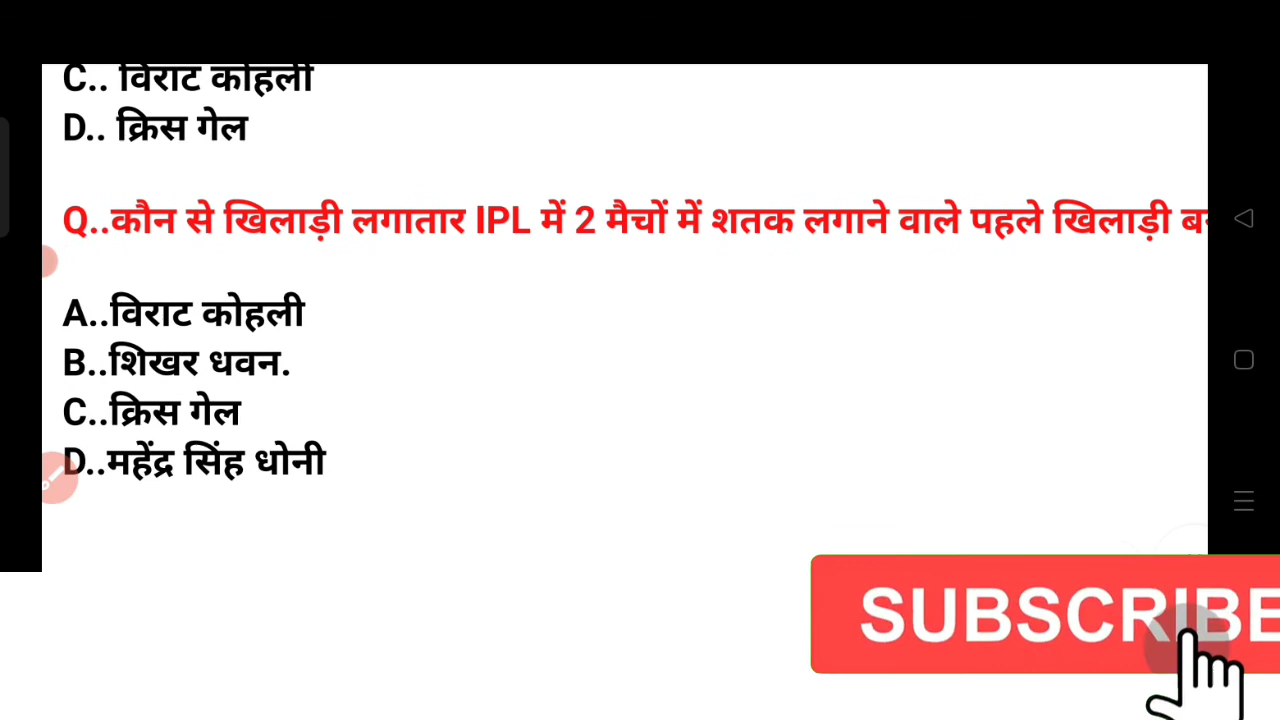 C.. विराट कोहली
D.. क्रिस गेल
Q..कौन से खिलाड़ी लगातार IPL में 2 मैचों में शतक लगाने वाले पहले खिलाड़ी
A..विराट कोहली
B..शिखर धवन.
C..क्रिस गेल
D..महेंद्र सिंह धोनी
SUBSCRIBE